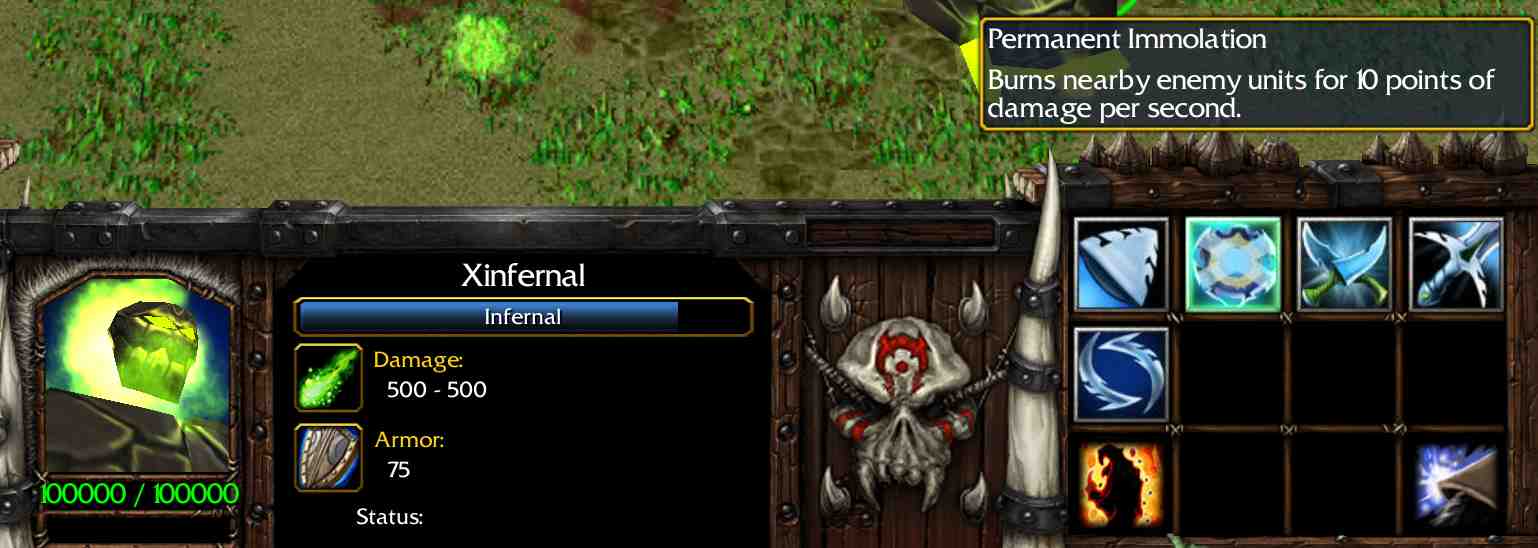 Permanent Immolation
Burns nearby enemy units for 10 points of
damage per second.
Xinfernal
Infernal
Damage:
500 - 500
Armor:
75
100000 / 100000
Status: